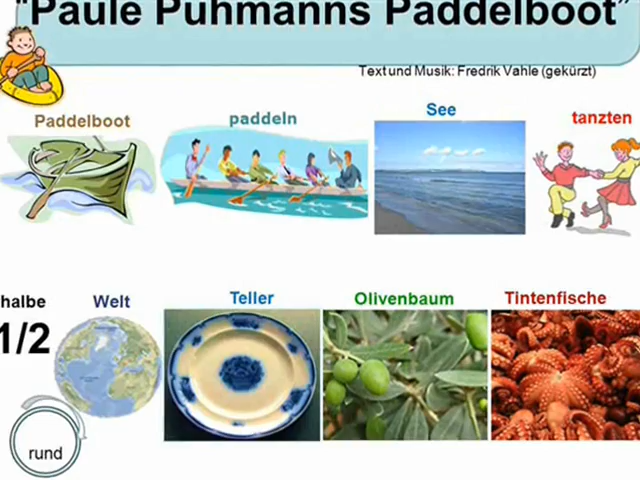 "Paule Puhmanns Paddelboot"
Text und Musik: Fredrik Vahle (gekürzt)
Paddelboot
paddeln
See
tanzten
halbe
Welt
Teller
Olivenbaum
Tintenfische
1/2
rund